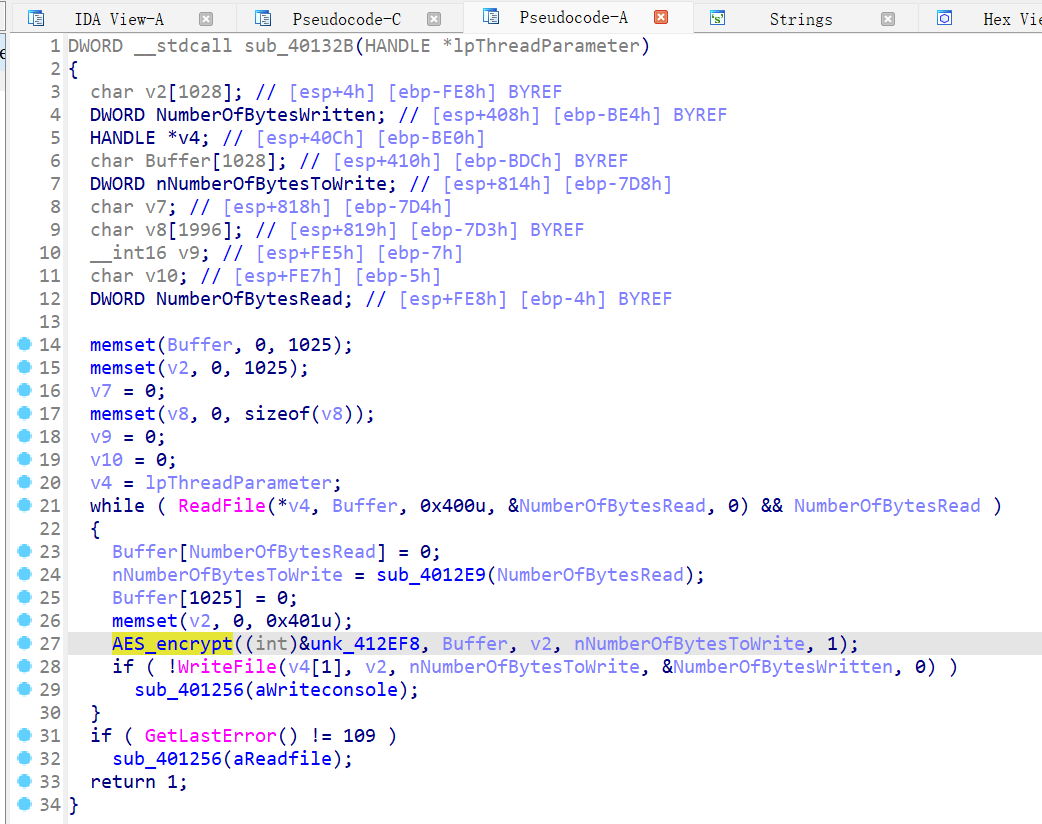 IDA View-A Pseudocode-C Pseudocode-A Strings Hex Vie
1 DWORD __stdcall sub_40132B(HANDLE *lpThreadParameter)
2 {
3 char v2[1028]; // [esp+4h] [ebp-FE8h] BYREF
4 DWORD NumberOfBytesWritten; // [esp+408h] [ebp-BE4h] BYREF
5 HANDLE *v4; // [esp+40Ch] [ebp-BE0h]
6 char Buffer[1028]; // [esp+410h] [ebp-BDCh] BYREF
7 DWORD nNumberOfBytesToWrite; // [esp+814h] [ebp-7D8h]
8 char v7; // [esp+818h] [ebp-7D4h]
9 char v8[1996]; // [esp+819h] [ebp-7D3h] BYREF
10 __int16 v9; // [esp+FE5h] [ebp-7h]
11 char v10; // [esp+FE7h] [ebp-5h]
12 DWORD NumberOfBytesRead; // [esp+FE8h] [ebp-4h] BYREF
13
14 memset(Buffer, 0, 1025);
15 memset(v2, 0, 1025);
16 v7 = 0;
17 memset(v8, 0, sizeof(v8));
18 v9 = 0;
19 v10 = 0;
20 v4 = lpThreadParameter;
21 while ( ReadFile(*v4, Buffer, 0x400u, &NumberOfBytesRead, 0) && NumberOfBytesRead )
22 {
23 Buffer[NumberOfBytesRead] = 0;
24 nNumberOfBytesToWrite = sub_4012E9(NumberOfBytesRead);
25 Buffer[1025] = 0;
26 memset(v2, 0, 0x401u);
27 AES_encrypt((int)&unk_412EF8, Buffer, v2, nNumberOfBytesToWrite, 1);
28 if ( !WriteFile(v4[1], v2, nNumberOfBytesToWrite, &NumberOfBytesWritten, 0) )
29 sub_401256(aWriteconsole);
30 }
31 if ( GetLastError() != 109 )
32 sub_401256(aReadfile);
33 return 1;
34 }